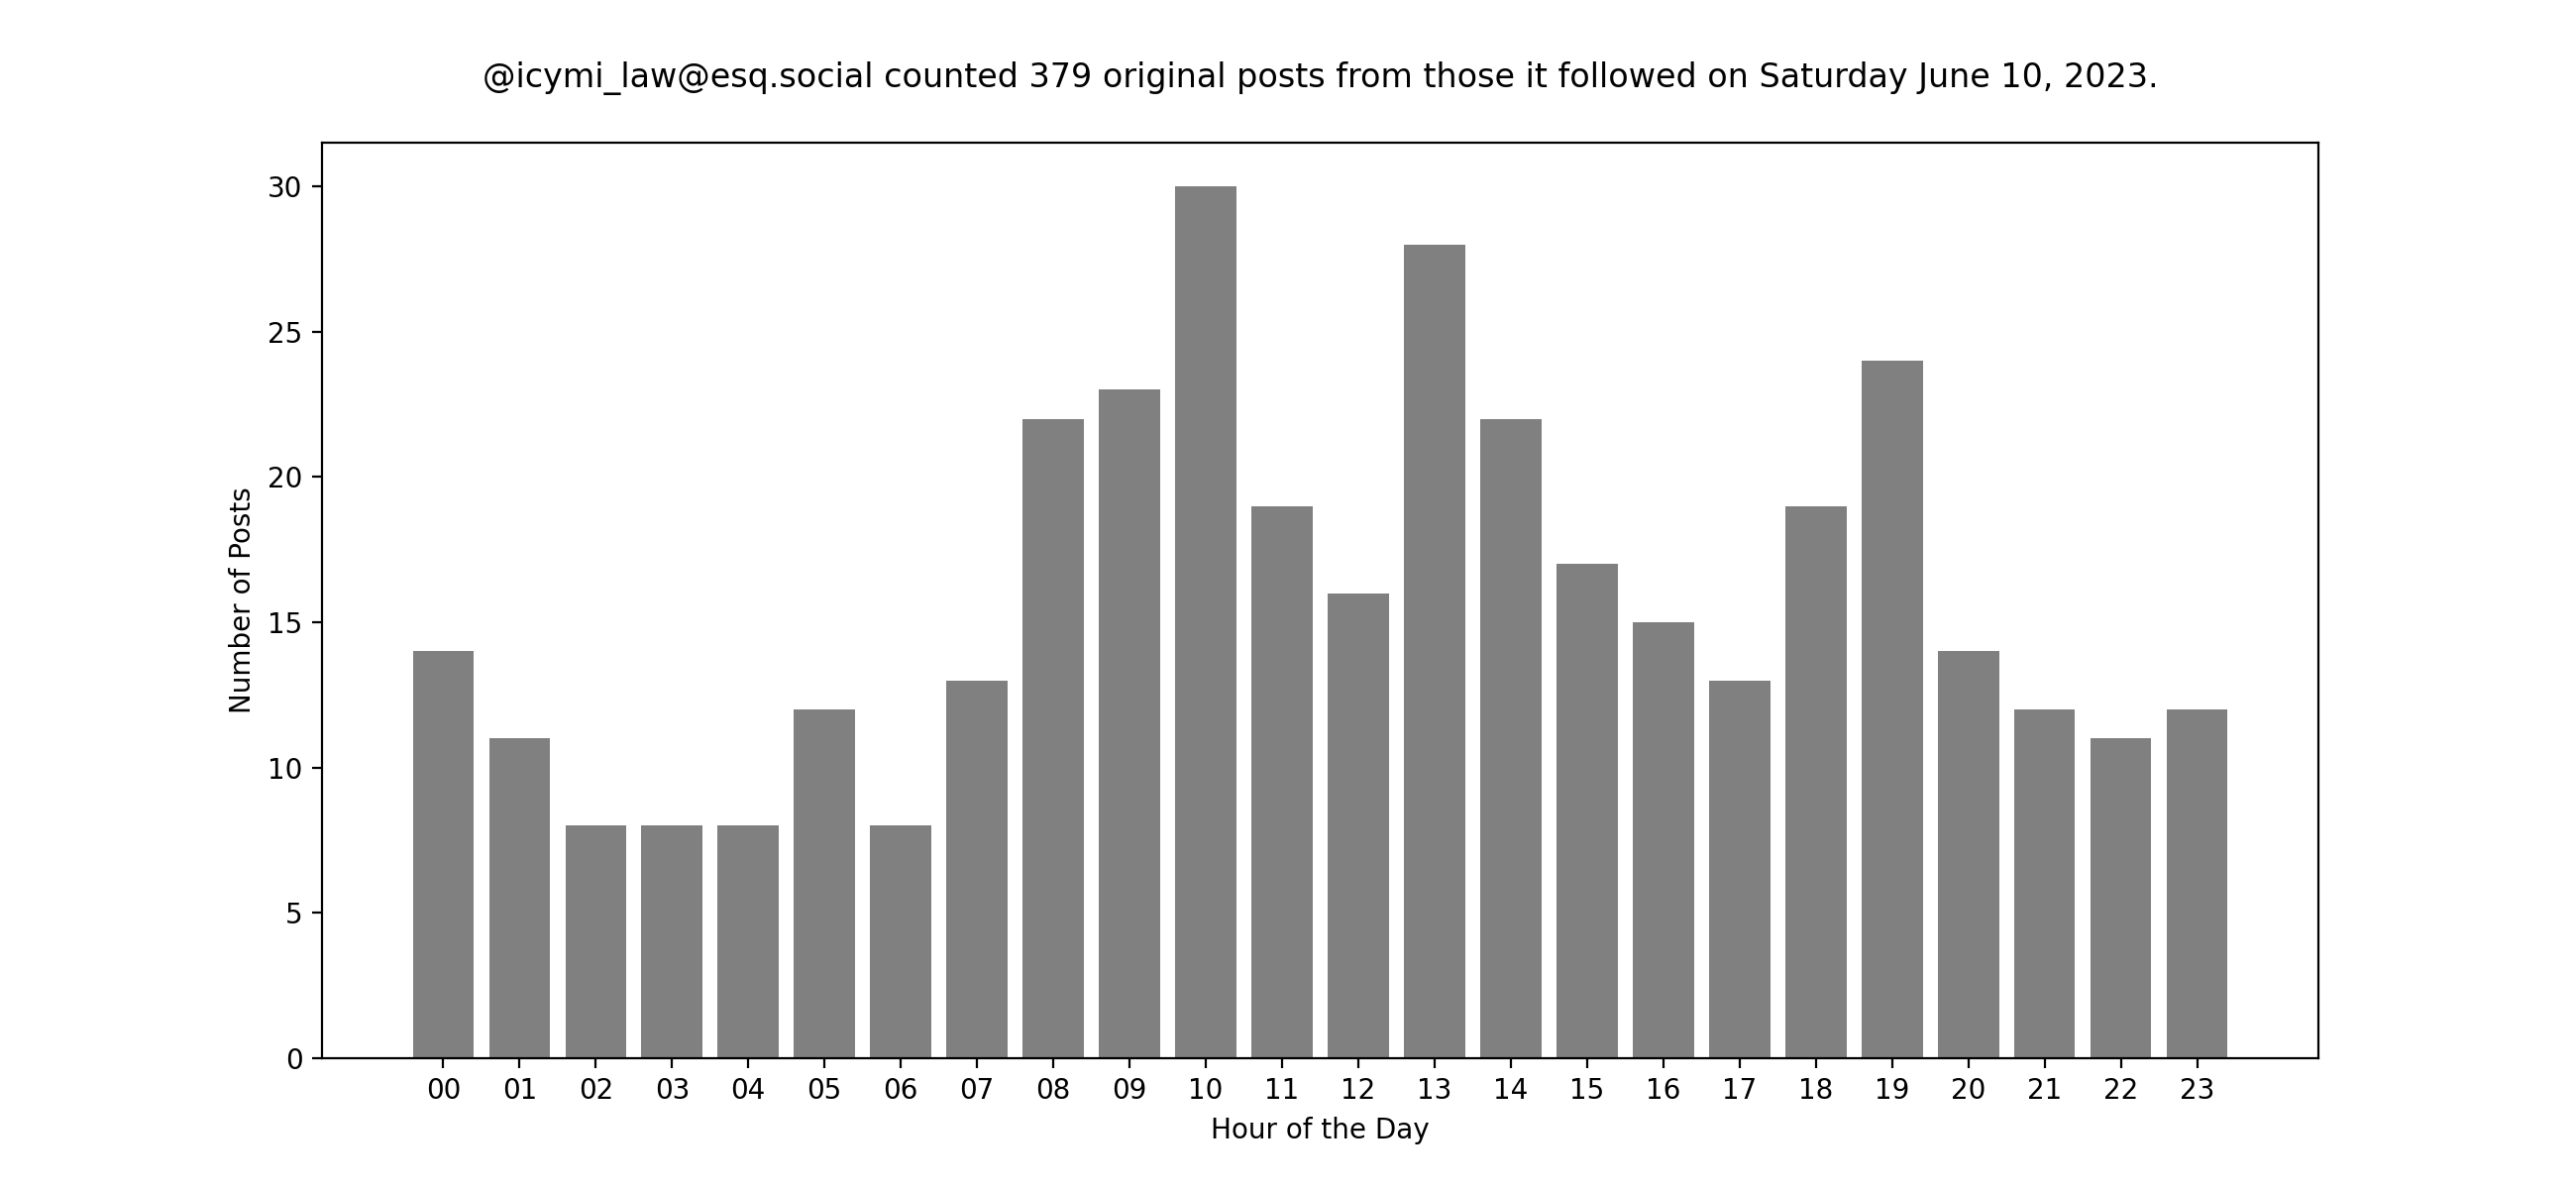 @icymi_law@esq.social counted 379 original posts from those it followed on Saturday June 10, 2023.
30
25
20
15
10
5
0
Number of Posts
00 01 02 03 04 05 06 07 08 09 10 11 12 13 14 15 16 17 18 19 20 21 22 23
Hour of the Day